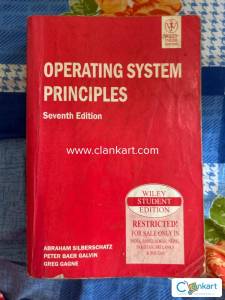 OPERATING SYSTEM
PRINCIPLES
Seventh Edition
www.clankart.com
WILEY
STUDENT
EDITION
RESTRICTED!
FOR SALE ONLY IN
ABRAHAM SILBERSCHATZ
PETER BAER GALVIN
GREG GAGNE
Clankart